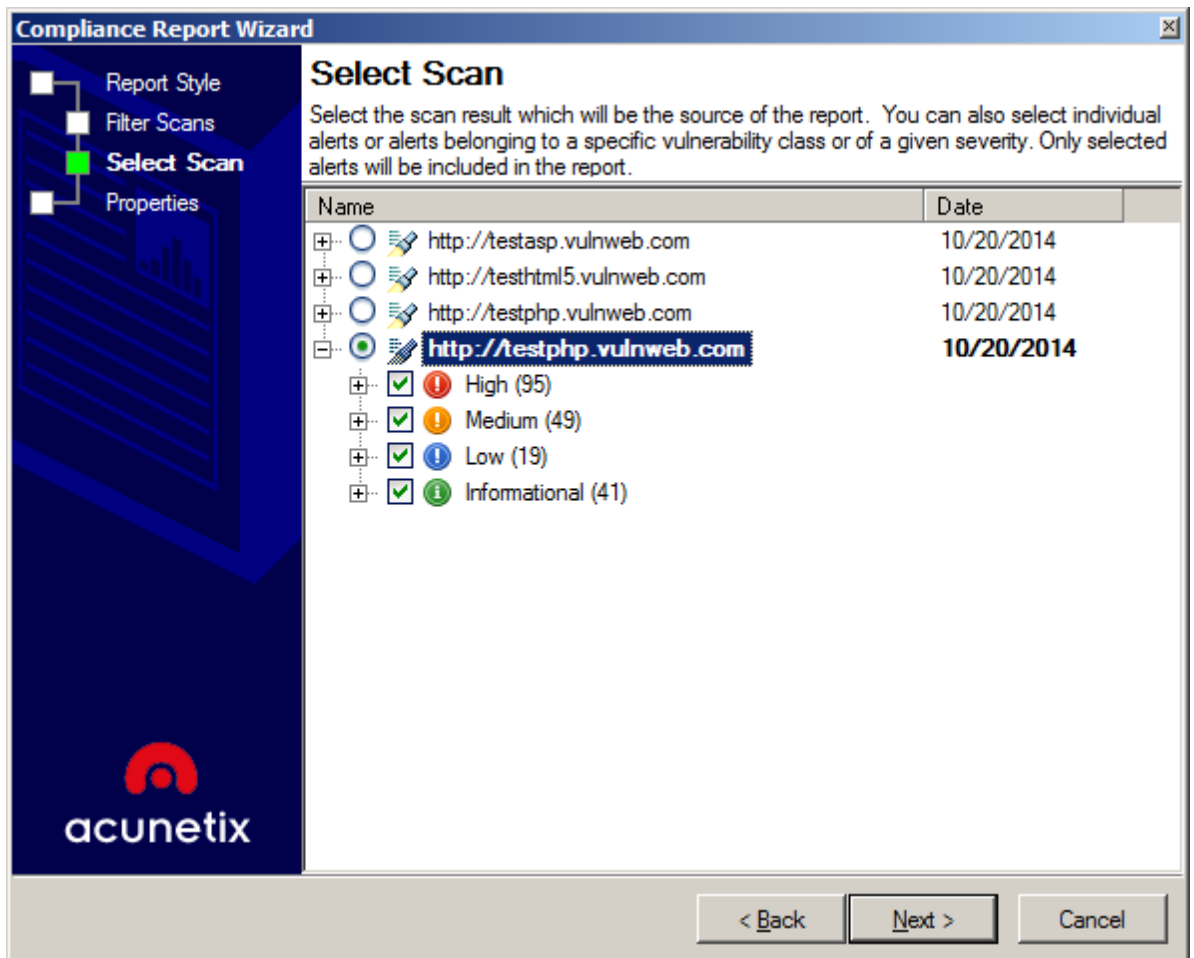 Compliance Report Wizard
Report Style
Filter Scans
Select Scan
Properties
acunetix
Select Scan
Select the scan result which will be the source of the report. You can also select individual
alerts or alerts belonging to a specific vulnerability class or of a given severity. Only selected
alerts will be included in the report.
Name Date
http://testasp.vulnweb.com 10/20/2014
http://testhtml5.vulnweb.com 10/20/2014
http://testphp.vulnweb.com 10/20/2014
http://testphp.vulnweb.com 10/20/2014
High (95)
Medium (49)
Low (19)
Informational (41)
< Back Next > Cancel